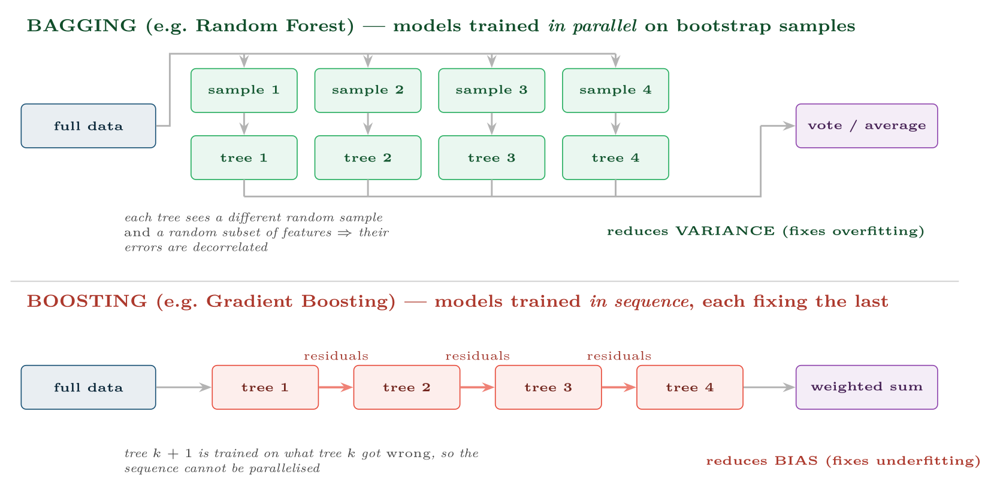 BAGGING (e.g. Random Forest) — models trained in parallel on bootstrap samples
sample 1
sample 2
sample 3
sample 4
full data
vote / average
tree 1
tree 2
tree 3
tree 4
each tree sees a different random sample
and a random subset of features ⇒ their
errors are decorrelated
reduces VARIANCE (fixes overfitting)
BOOSTING (e.g. Gradient Boosting) — models trained in sequence, each fixing the last
residuals
residuals
residuals
full data
tree 1
tree 2
tree 3
tree 4
weighted sum
tree k + 1 is trained on what tree k got wrong, so the
sequence cannot be parallelised
reduces BIAS (fixes underfitting)